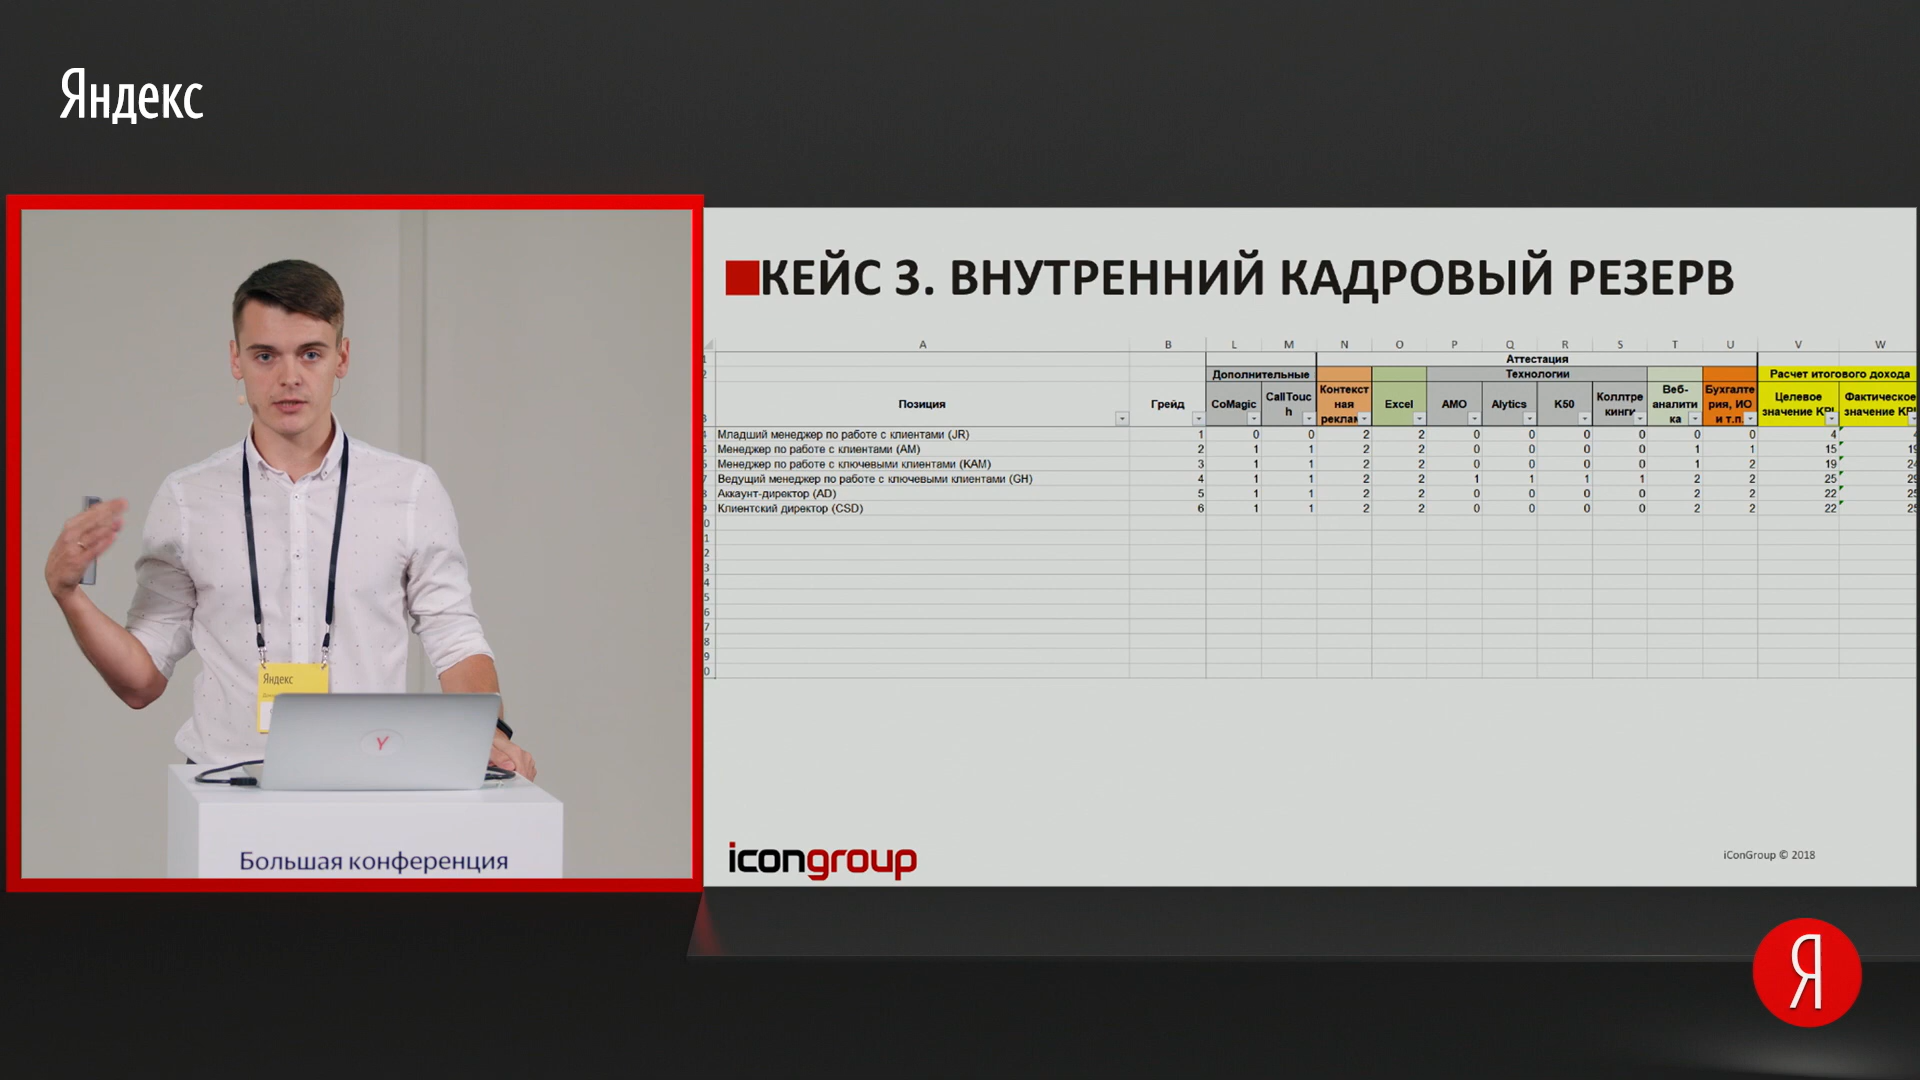 Яндекс
Яндекс
Y
Большая конференция
КЕЙС 3. ВНУТРЕННИЙ КАДРОВЫЙ РЕЗЕРВ
A B L M N O P Q R S T U V W
Аттестация
Дополнительные Технологии Расчет итогового дохода
Позиция Грейд CoMagic CallTouch Контекстная Excel AMO Alytics K50 Коллтрекинги Веб-аналитика Бухгалтерия, ИО и т.п. Целевое значение Фактическое значение
Младший менеджер по работе с клиентами (JR) 1 0 0 2 2 0 0 0 0 0 0 4
Менеджер по работе с клиентами (AM) 2 1 1 2 2 0 0 0 0 1 1 15
Менеджер по работе с ключевыми клиентами (KAM) 3 1 1 2 2 0 0 0 0 1 2 19
Ведущий менеджер по работе с ключевыми клиентами (GH) 4 1 1 2 2 1 1 1 1 2 2 25
Аккаунт-директор (AD) 5 1 1 2 2 0 0 0 0 2 2 22
Клиентский директор (CSD) 6 1 1 2 2 0 0 0 0 2 2 22
icongroup
iConGroup © 2018
Я